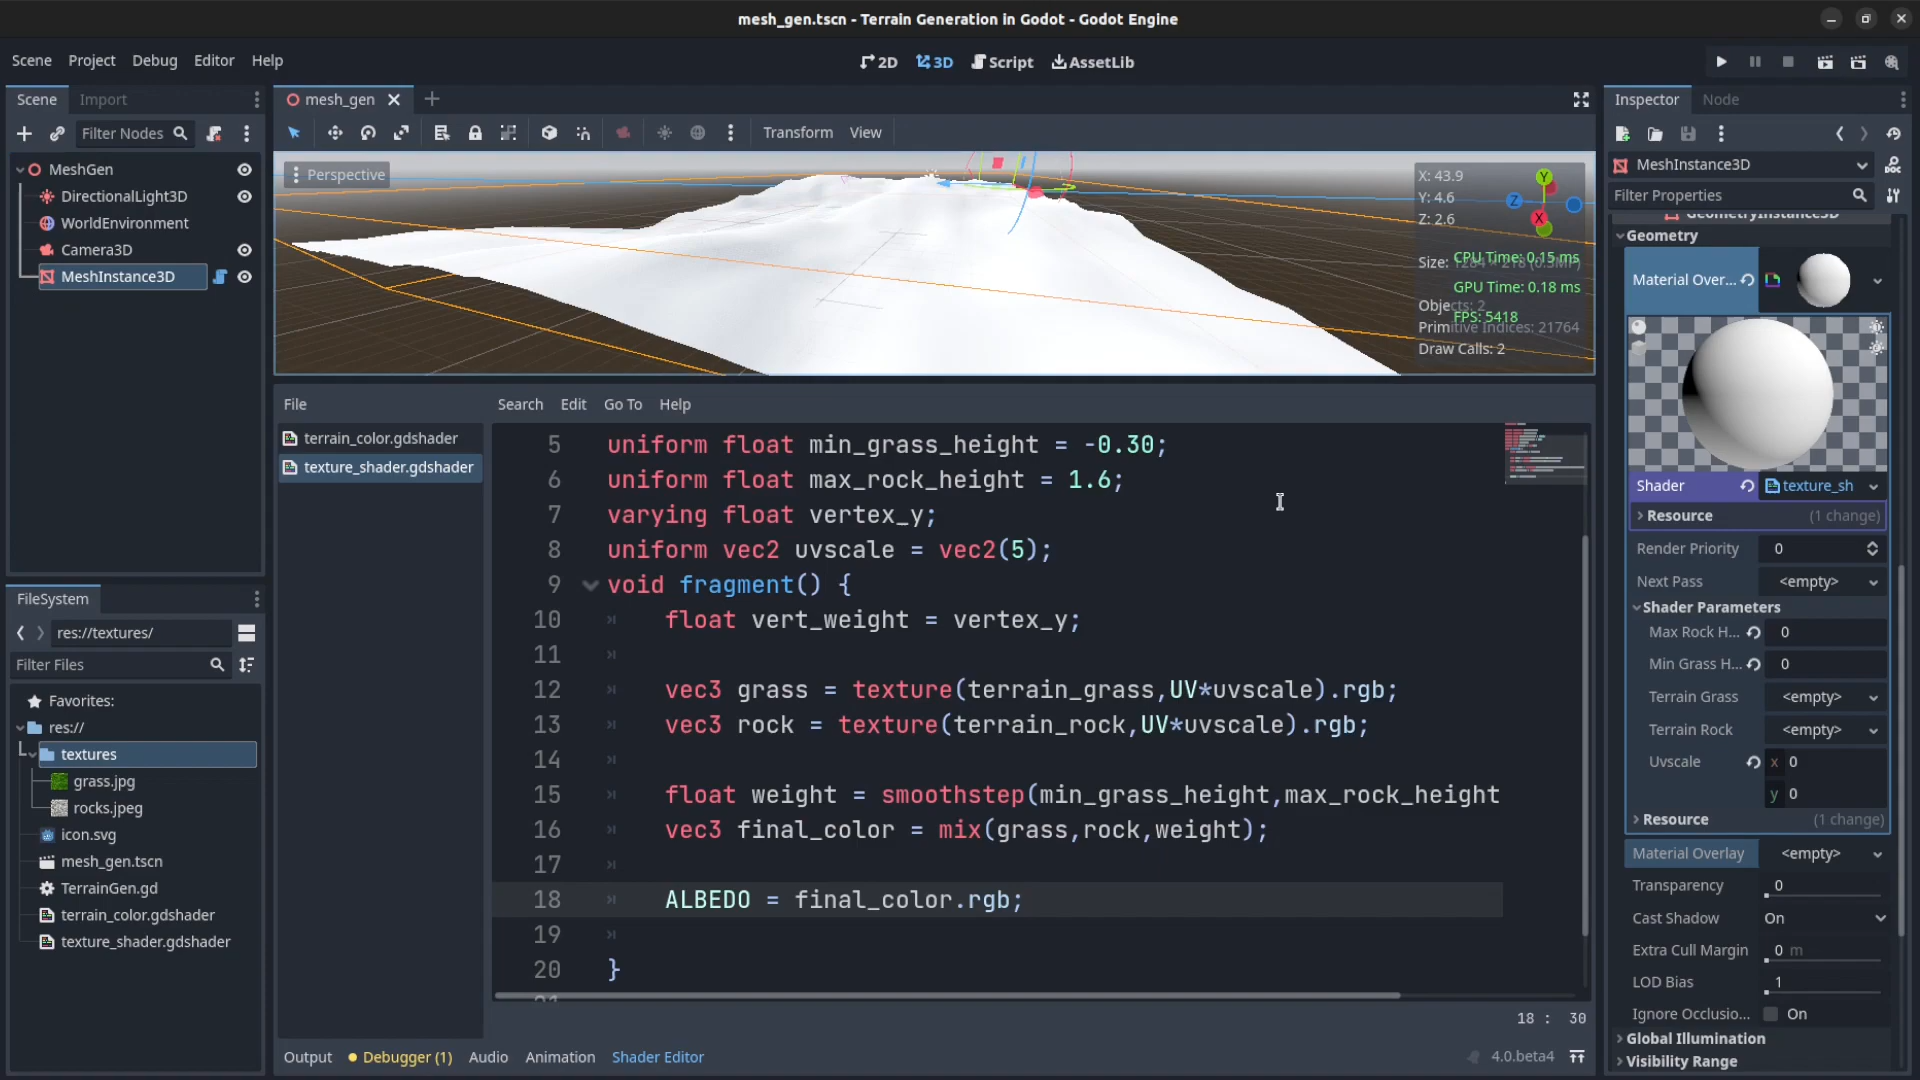 mesh_gen.tscn - Terrain Generation in Godot - Godot Engine
Scene Project Debug Editor Help
2D 3D Script AssetLib
Scene Import
Filter Nodes
MeshGen
DirectionalLight3D
WorldEnvironment
Camera3D
MeshInstance3D
FileSystem
res://textures/
Filter Files
Favorites:
res://
textures
grass.jpg
rocks.jpeg
icon.svg
mesh_gen.tscn
TerrainGen.gd
terrain_color.gdshader
texture_shader.gdshader
mesh_gen
Transform View
Perspective
X: 43.9
Y: 4.6
Z: 2.6
Y
Z
X
CPU Time: 0.15 ms
Size:
GPU Time: 0.18 ms
Objects: 2
FPS: 5418
Primitive Indices: 21764
Draw Calls: 2
File
terrain_color.gdshader
texture_shader.gdshader
Search Edit Go To Help
5 uniform float min_grass_height = -0.30;
6 uniform float max_rock_height = 1.6;
7 varying float vertex_y;
8 uniform vec2 uvscale = vec2(5);
9 void fragment() {
10 float vert_weight = vertex_y;
11
12 vec3 grass = texture(terrain_grass,UV*uvscale).rgb;
13 vec3 rock = texture(terrain_rock,UV*uvscale).rgb;
14
15 float weight = smoothstep(min_grass_height,max_rock_height
16 vec3 final_color = mix(grass,rock,weight);
17
18 ALBEDO = final_color.rgb;
19
20 }
18 : 30
Output Debugger (1) Audio Animation Shader Editor
4.0.beta4
Inspector Node
MeshInstance3D
Filter Properties
GeometryInstance3D
Geometry
Material Over...
Shader texture_sh
Resource (1 change)
Render Priority 0
Next Pass <empty>
Shader Parameters
Max Rock H... 0
Min Grass H... 0
Terrain Grass <empty>
Terrain Rock <empty>
Uvscale x 0
y 0
Resource (1 change)
Material Overlay <empty>
Transparency 0
Cast Shadow On
Extra Cull Margin 0 m
LOD Bias 1
Ignore Occlusio... On
Global Illumination
Visibility Range